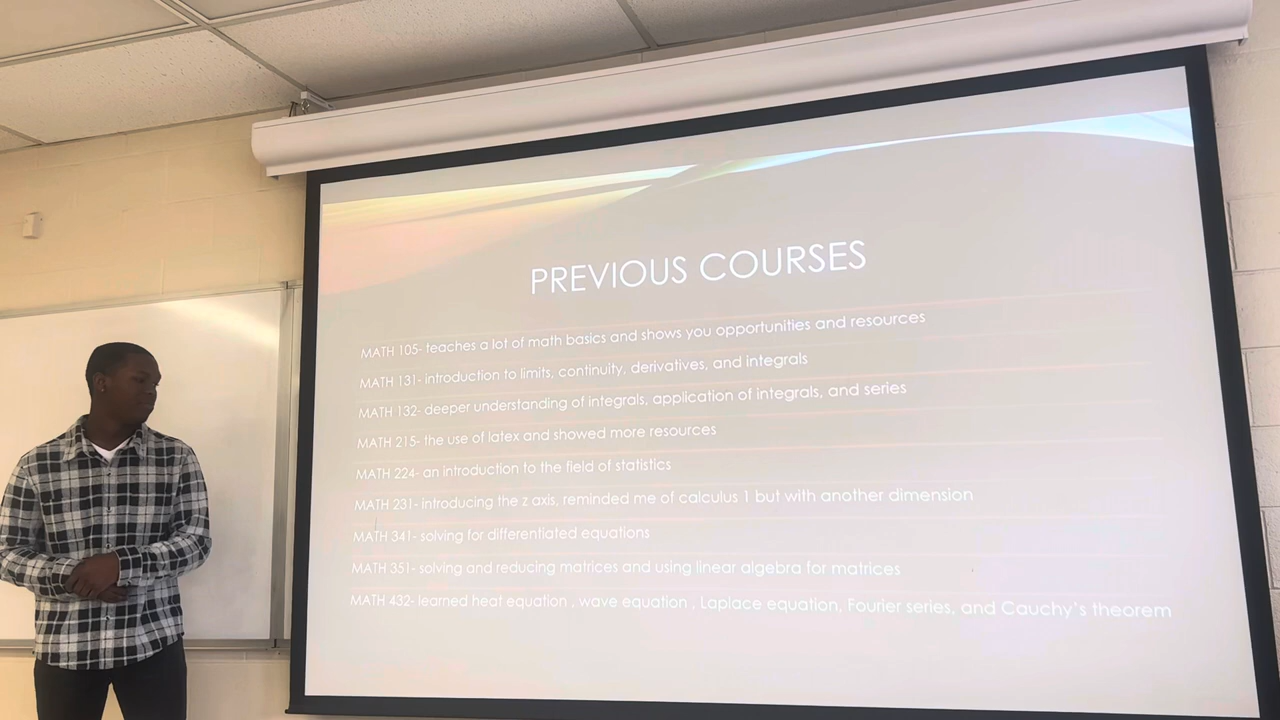 PREVIOUS COURSES
MATH 105- teaches a lot of math basics and shows you opportunities and resources
MATH 131- introduction to limits, continuity, derivatives, and integrals
MATH 132- deeper understanding of integrals, application of integrals, and series
MATH 215- the use of latex and showed more resources
MATH 224- an introduction to the field of statistics
MATH 231- introducing the z axis, reminded me of calculus 1 but with another dimension
MATH 341- solving for differentiated equations
MATH 351- solving and reducing matrices and using linear algebra for matrices
MATH 432- learned heat equation , wave equation , Laplace equation, Fourier series, and Cauchy's theorem